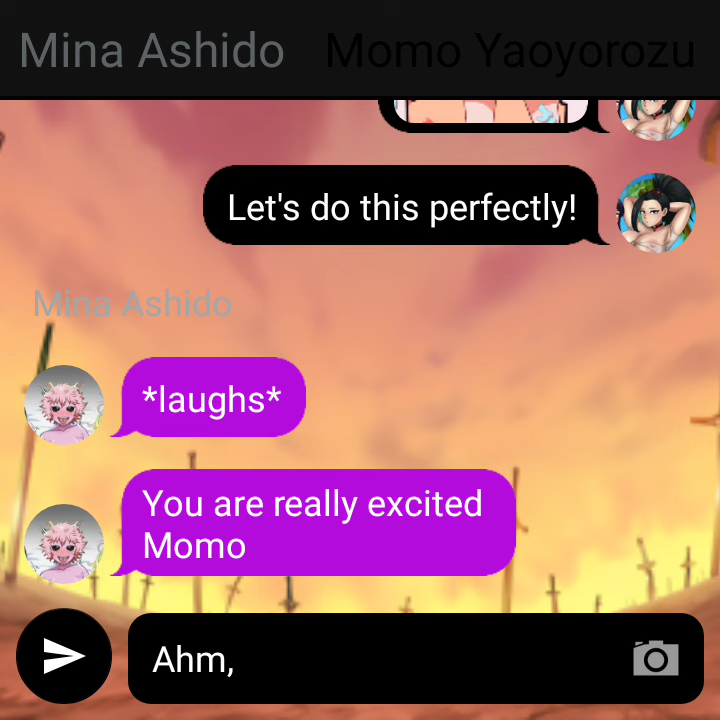 Mina Ashido Momo Yaoyorozu
Let's do this perfectly!
Mina Ashido
*laughs*
You are really excited
Momo
Ahm,